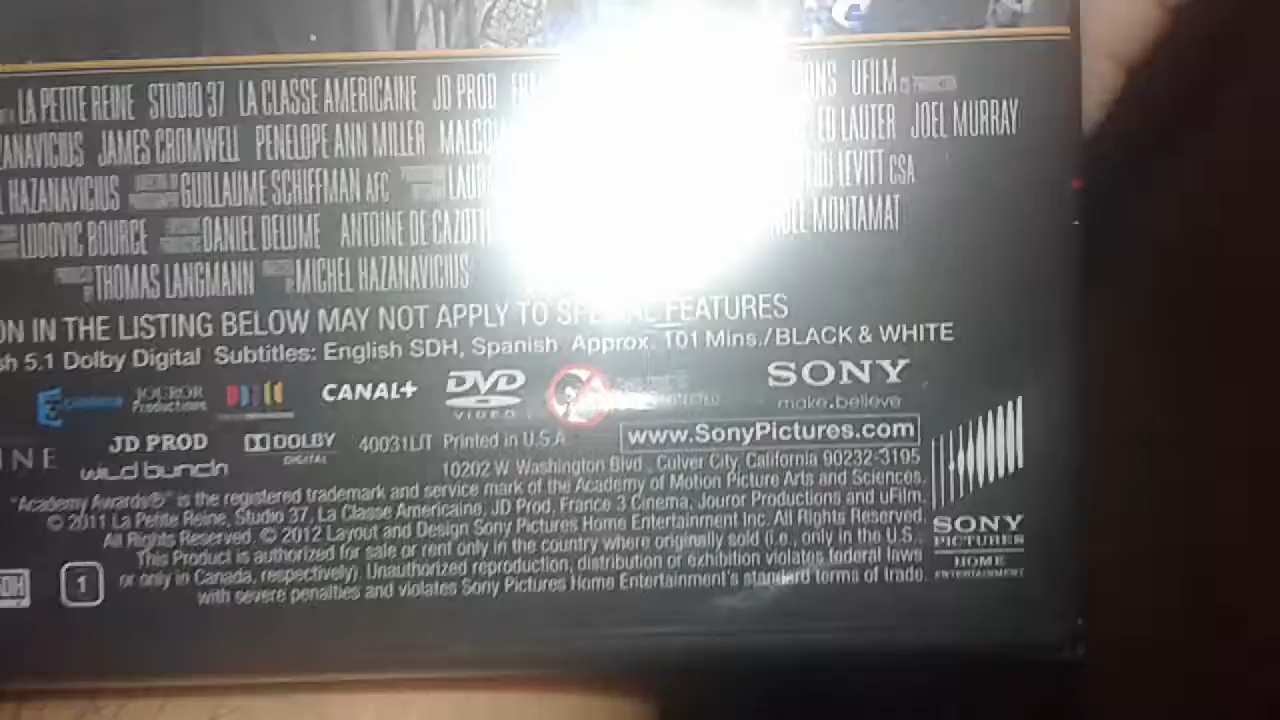 LA PETITE REINE STUDIO 37 LA CLASSE AMERICAINE JD PROD UFILM
JAMES CROMWELL PENELOPE ANN MILLER ED LAUTER JOEL MURRAY
HAZANAVICIUS GUILLAUME SCHIFFMAN AFC LEVITT CSA
LUDOVIC BOURCE DANIEL DELUME ANTOINE DE MONTAMAT
THOMAS LANGMANN MICHEL HAZANAVICIUS
IN THE LISTING BELOW MAY NOT APPLY TO FEATURES
5.1 Dolby Digital Subtitles: English SDH, Spanish Approx. 101 Mins./BLACK & WHITE
JOUROR Productions CANAL+ DVD VIDEO SONY
make.believe
JD PROD DOLBY DIGITAL 40031LIT Printed in U.S.A. www.SonyPictures.com
wild bunch
10202 W. Washington Blvd., Culver City, California 90232-3195
"Academy Awards®" is the registered trademark and service mark of the Academy of Motion Picture Arts and Sciences.
© 2011 La Petite Reine, Studio 37, La Classe Americaine, JD Prod, France 3 Cinema, Jouror Productions and uFilm.
All Rights Reserved. © 2012 Layout and Design Sony Pictures Home Entertainment Inc. All Rights Reserved.
This Product is authorized for sale or rent only in the country where originally sold (i.e., only in the U.S.
or only in Canada, respectively). Unauthorized reproduction, distribution or exhibition violates federal laws
with severe penalties and violates Sony Pictures Home Entertainment's standard terms of trade.
1
SONY
PICTURES
HOME
ENTERTAINMENT